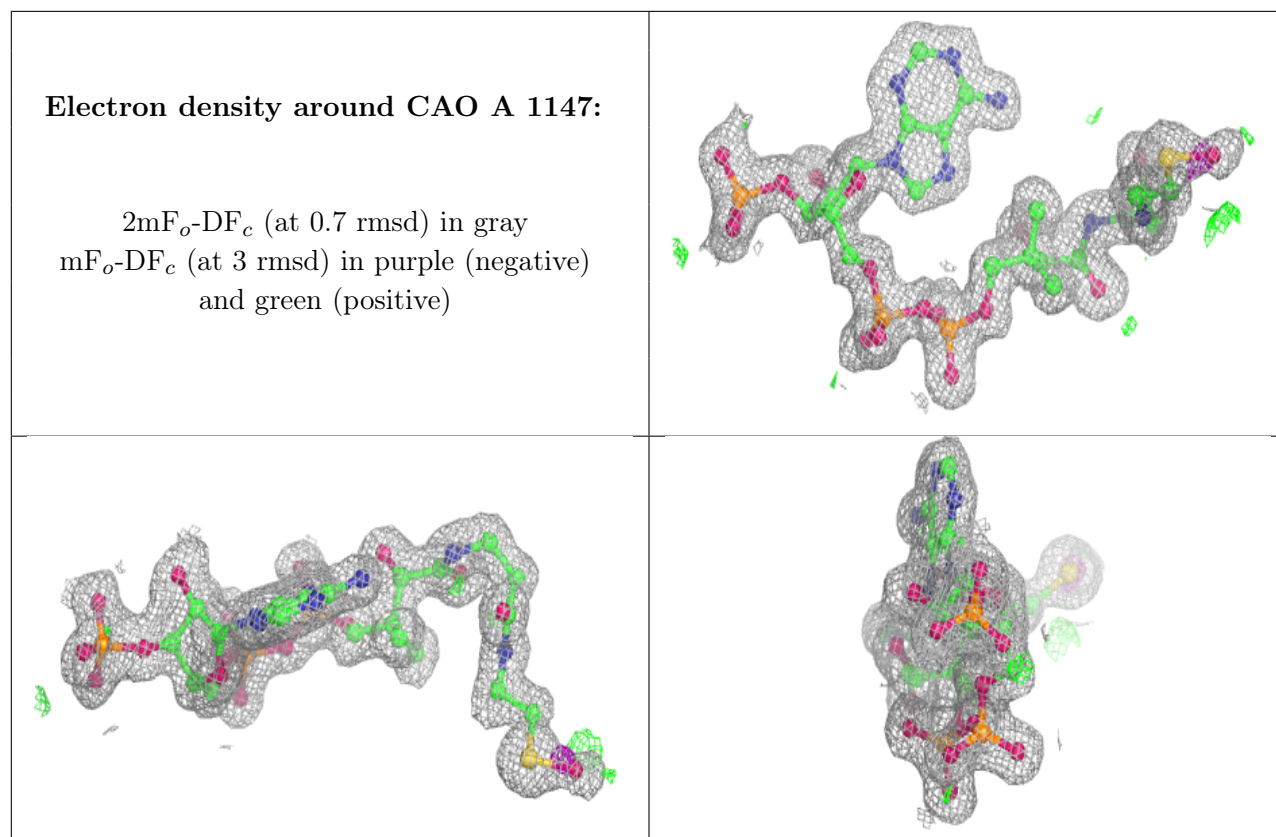 Electron density around CAO A 1147:
2mFo-DFc (at 0.7 rmsd) in gray
mFo-DFc (at 3 rmsd) in purple (negative)
and green (positive)